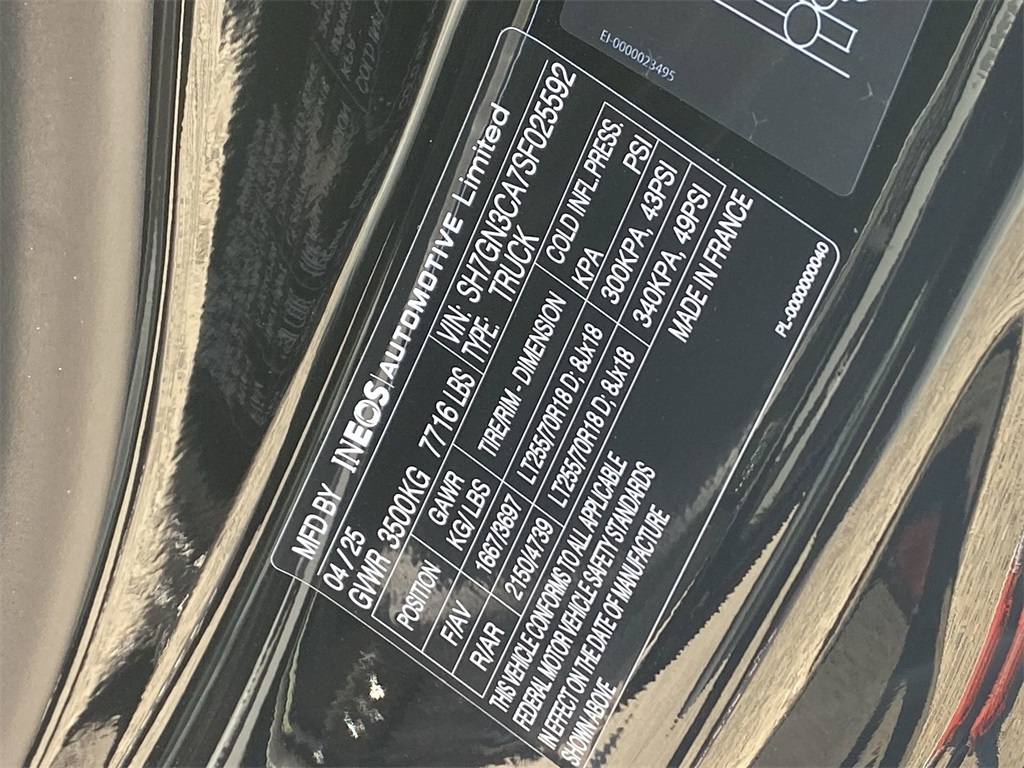 EI-0000023495
MFD BY INEOS AUTOMOTIVE Limited
04 / 25 VIN: SH7GN3CA7SF025592
GVWR 3500KG 7716 LBS TYPE: TRUCK
POSITION GAWR KG/LBS TIRE/RIM - DIMENSION COLD INFL.PRESS. KPA PSI
F/AV 1667/3697 LT255/70R18 D; 8Jx18 300KPA, 43PSI
R/AR 2150/4739 LT255/70R18 D; 8Jx18 340KPA, 49PSI
THIS VEHICLE CONFORMS TO ALL APPLICABLE
FEDERAL MOTOR VEHICLE SAFETY STANDARDS
IN EFFECT ON THE DATE OF MANUFACTURE
SHOWN ABOVE
MADE IN FRANCE
PL-00000000040